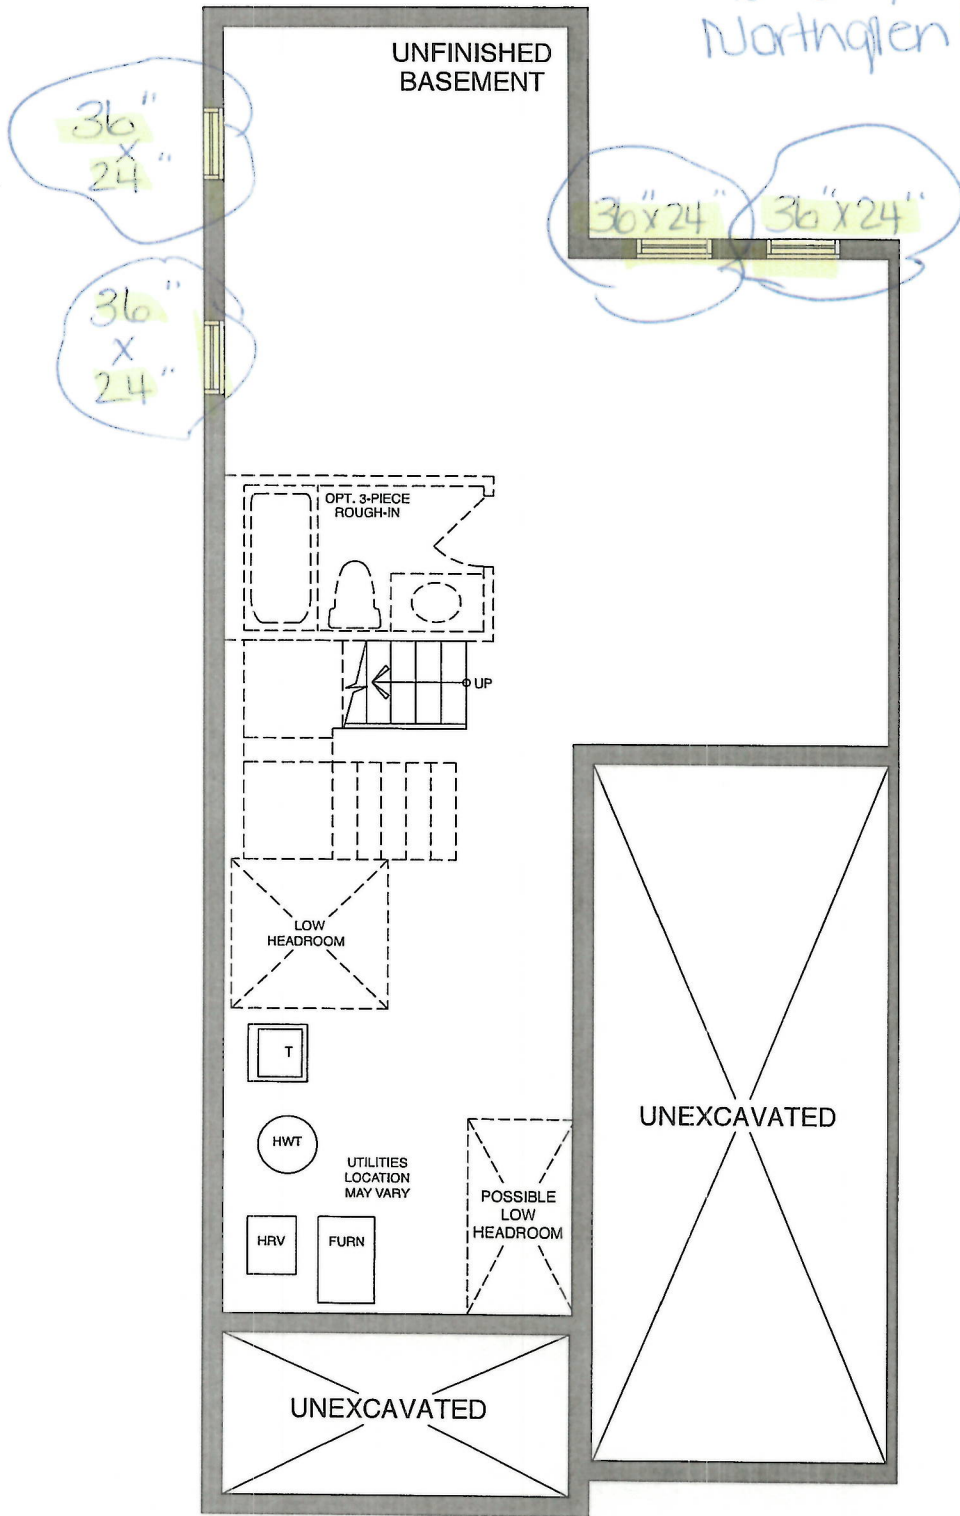 Northglen
UNFINISHED
BASEMENT
36"
x
24"
36"x24"
36"x24"
36"
x
24"
OPT. 3-PIECE
ROUGH-IN
UP
LOW
HEADROOM
T
HWT
UTILITIES
LOCATION
MAY VARY
HRV
FURN
POSSIBLE
LOW
HEADROOM
UNEXCAVATED
UNEXCAVATED